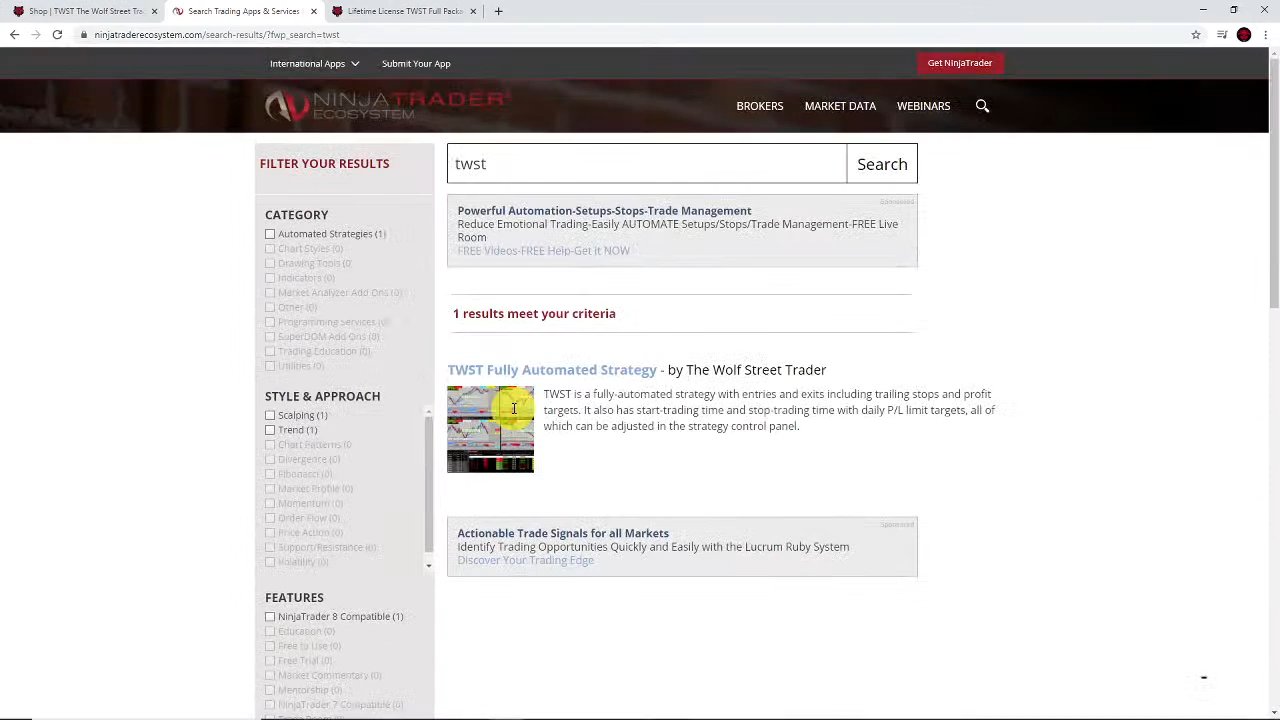 Shop | TWST The Wolf Street Tra
Search Trading Apps & Services
Lifetime License TWST Full Packa
ninjatraderecosystem.com/search-results/?fwp_search=twst
International Apps
Submit Your App
Get NinjaTrader
NINJATRADER
ECOSYSTEM
BROKERS
MARKET DATA
WEBINARS
FILTER YOUR RESULTS
CATEGORY
Automated Strategies (1)
Chart Styles (0)
Drawing Tools (0)
Indicators (0)
Market Analyzer Add Ons (0)
Other (0)
Programming Services (0)
SuperDOM Add Ons (0)
Trading Education (0)
Utilities (0)
STYLE & APPROACH
Scalping (1)
Trend (1)
Chart Patterns (0
Divergence (0)
Fibonacci (0)
Market Profile (0)
Momentum (0)
Order Flow (0)
Price Action (0)
Support/Resistance (0)
Volatility (0)
FEATURES
NinjaTrader 8 Compatible (1)
Education (0)
Free to Use (0)
Free Trial (0)
Market Commentary (0)
Mentorship (0)
NinjaTrader 7 Compatible (0)
Trade Room (0)
twst
Search
Sponsored
Powerful Automation-Setups-Stops-Trade Management
Reduce Emotional Trading-Easily AUTOMATE Setups/Stops/Trade Management-FREE Live
Room
FREE Videos-FREE Help-Get it NOW
1 results meet your criteria
TWST Fully Automated Strategy - by The Wolf Street Trader
TWST is a fully-automated strategy with entries and exits including trailing stops and profit
targets. It also has start-trading time and stop-trading time with daily P/L limit targets, all of
which can be adjusted in the strategy control panel.
Sponsored
Actionable Trade Signals for all Markets
Identify Trading Opportunities Quickly and Easily with the Lucrum Ruby System
Discover Your Trading Edge